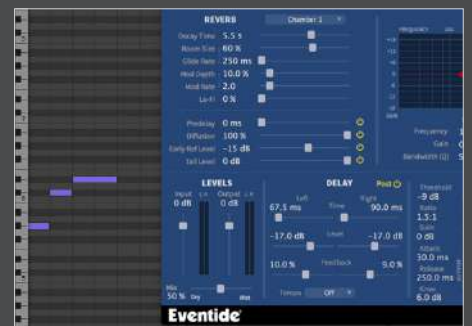 REVERB
Chamber 1
Decay Time 5.5 s
Room Size 60 %
Glide Rate 250 ms
Mod Depth 10.0 %
Mod Rate 2.0
Lo-Fi 0 %
Predelay 0 ms
Diffusion 100 %
Early Ref Level -15 dB
Tail Level 0 dB
Frequency
Gain
Bandwidth (Q)
LEVELS
Input Output
0 dB 0 dB
Mix
50 % Dry Wet
DELAY Post
Left Right
67.5 ms Time 90.0 ms
-17.0 dB Level -17.0 dB
10.0 % Feedback 9.0 %
Tempo OFF
Threshold
-9 dB
Ratio
1.5:1
Gain
0 dB
Attack
30.0 ms
Release
250.0 ms
Knee
6.0 dB
Eventide